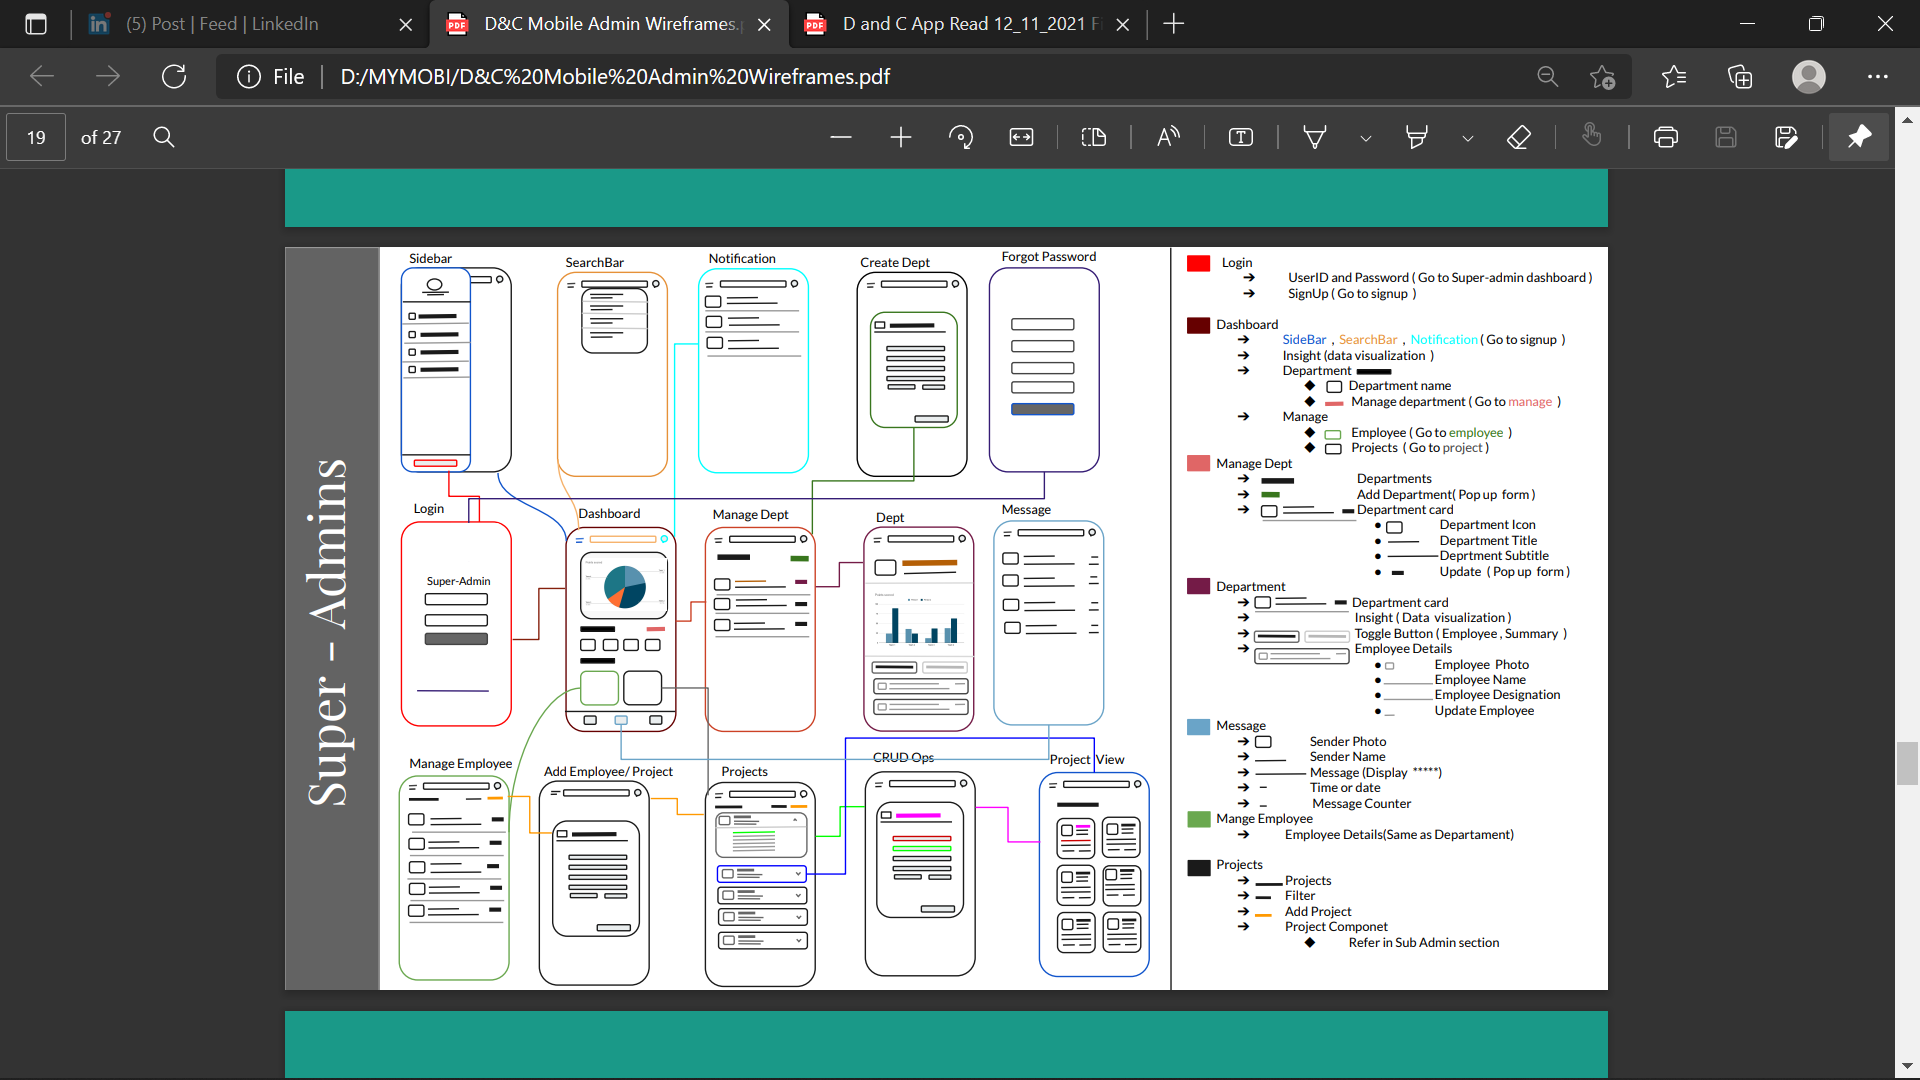 (5) Post | Feed | LinkedIn
D&C Mobile Admin Wireframes.
D and C App Read 12_11_2021 Fi
File
D:/MYMOBI/D&C%20Mobile%20Admin%20Wireframes.pdf
19
of 27
Super - Admins
Sidebar
SearchBar
Notification
Create Dept
Forgot Password
Login
Dashboard
Manage Dept
Dept
Message
Super-Admin
Manage Employee
Add Employee/ Project
Projects
CRUD Ops
Project View
Login
UserID and Password ( Go to Super-admin dashboard )
SignUp ( Go to signup )
Dashboard
SideBar , SearchBar , Notification ( Go to signup )
Insight (data visualization )
Department
Department name
Manage department ( Go to manage )
Manage
Employee ( Go to employee )
Projects ( Go to project )
Manage Dept
Departments
Add Department( Pop up form )
Department card
Department Icon
Department Title
Deprtment Subtitle
Update ( Pop up form )
Department
Department card
Insight ( Data visualization )
Toggle Button ( Employee , Summary )
Employee Details
Employee Photo
Employee Name
Employee Designation
Update Employee
Message
Sender Photo
Sender Name
Message (Display *****)
Time or date
Message Counter
Mange Employee
Employee Details(Same as Departament)
Projects
Projects
Filter
Add Project
Project Componet
Refer in Sub Admin section